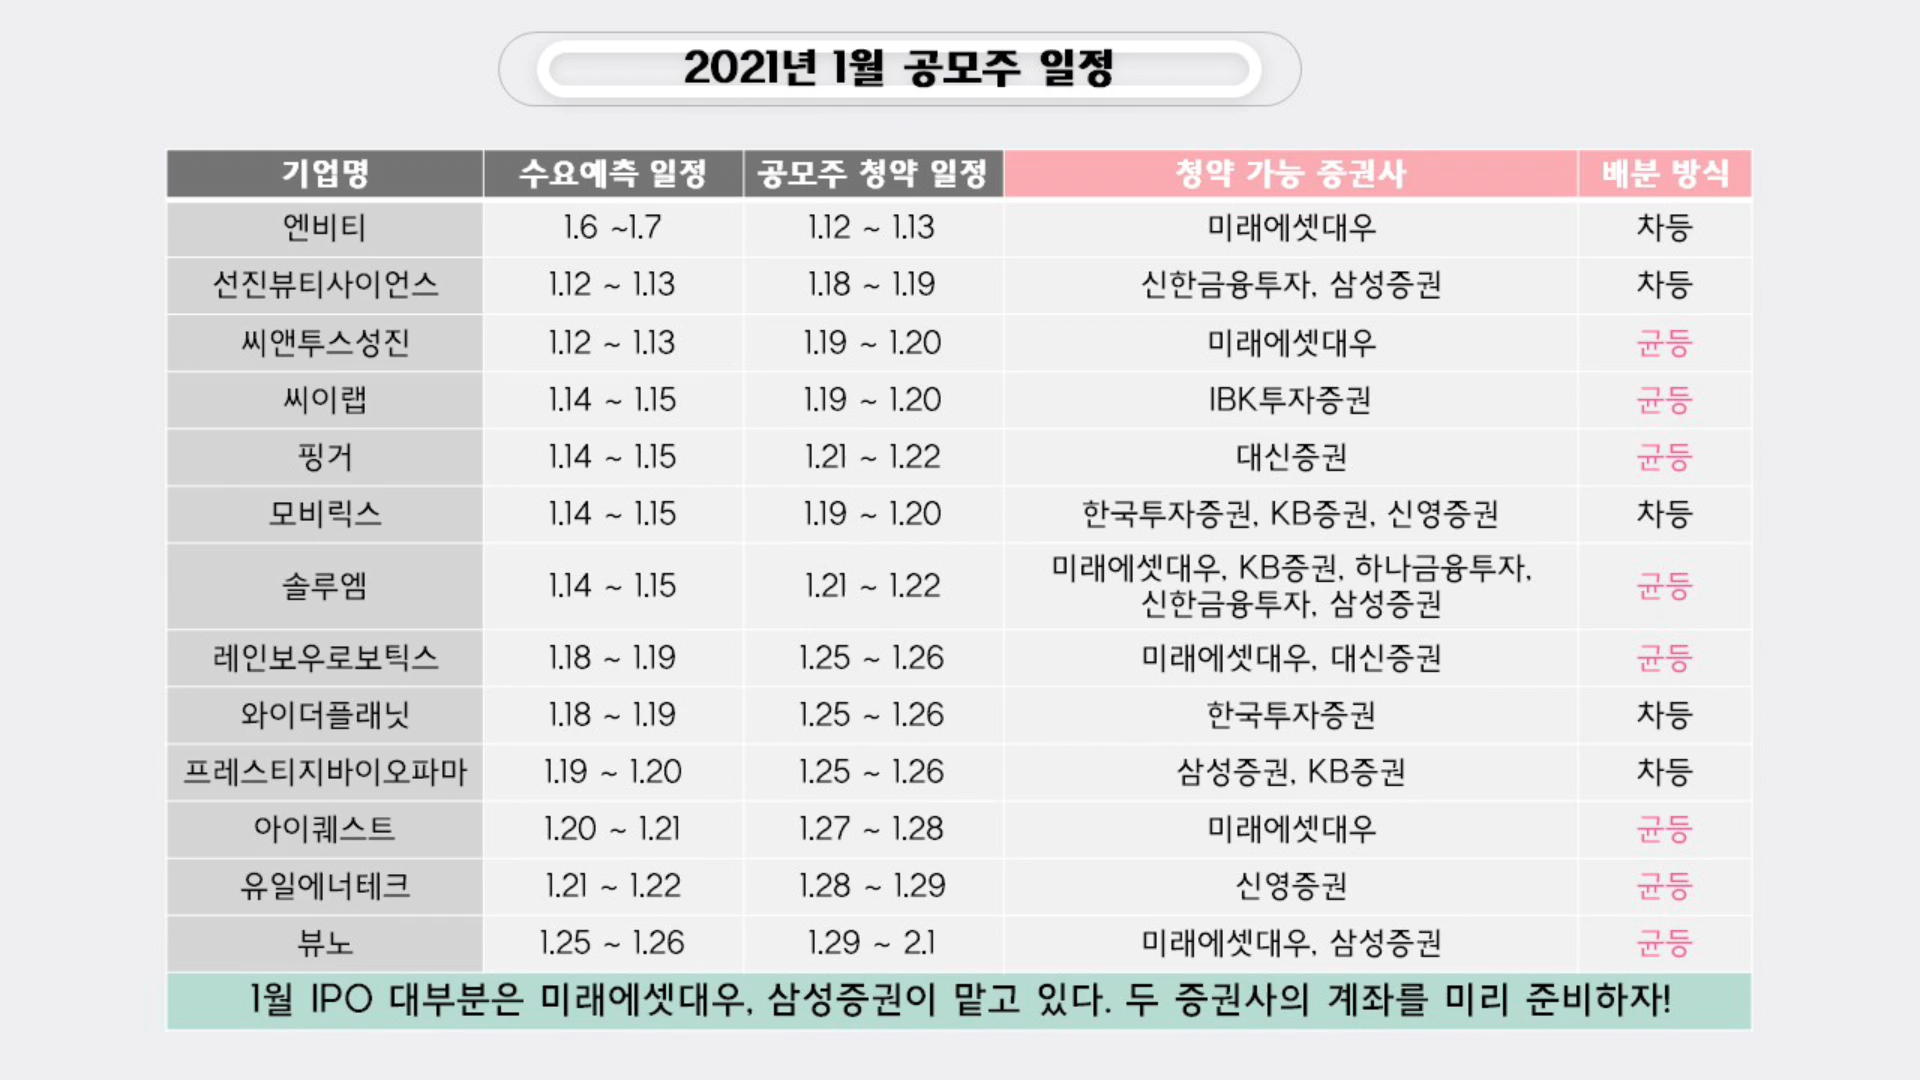 2021년 1월 공모주 일정
기업명 수요예측 일정 공모주 청약 일정 청약 가능 증권사 배분 방식
엔비티 1.6 ~1.7 1.12 ~ 1.13 미래에셋대우 차등
선진뷰티사이언스 1.12 ~ 1.13 1.18 ~ 1.19 신한금융투자, 삼성증권 차등
씨앤투스성진 1.12 ~ 1.13 1.19 ~ 1.20 미래에셋대우 균등
씨이랩 1.14 ~ 1.15 1.19 ~ 1.20 IBK투자증권 균등
핑거 1.14 ~ 1.15 1.21 ~ 1.22 대신증권 균등
모비릭스 1.14 ~ 1.15 1.19 ~ 1.20 한국투자증권, KB증권, 신영증권 차등
솔루엠 1.14 ~ 1.15 1.21 ~ 1.22 미래에셋대우, KB증권, 하나금융투자,
신한금융투자, 삼성증권 균등
레인보우로보틱스 1.18 ~ 1.19 1.25 ~ 1.26 미래에셋대우, 대신증권 균등
와이더플래닛 1.18 ~ 1.19 1.25 ~ 1.26 한국투자증권 차등
프레스티지바이오파마 1.19 ~ 1.20 1.25 ~ 1.26 삼성증권, KB증권 차등
아이퀘스트 1.20 ~ 1.21 1.27 ~ 1.28 미래에셋대우 균등
유일에너테크 1.21 ~ 1.22 1.28 ~ 1.29 신영증권 균등
뷰노 1.25 ~ 1.26 1.29 ~ 2.1 미래에셋대우, 삼성증권 균등
1월 IPO 대부분은 미래에셋대우, 삼성증권이 맡고 있다. 두 증권사의 계좌를 미리 준비하자!